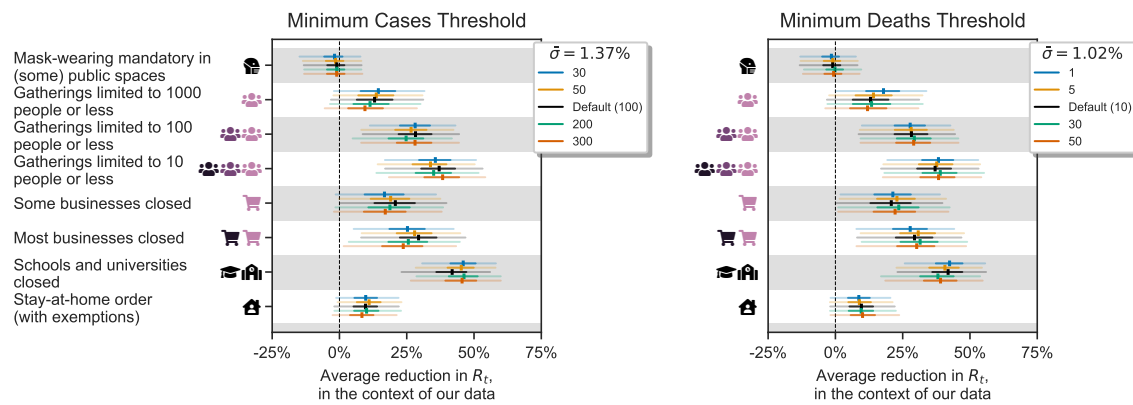 Minimum Cases Threshold
Minimum Deaths Threshold
Mask-wearing mandatory in
(some) public spaces
Gatherings limited to 1000
people or less
Gatherings limited to 100
people or less
Gatherings limited to 10
people or less
Some businesses closed
Most businesses closed
Schools and universities
closed
Stay-at-home order
(with exemptions)
σ̄ = 1.37%
30
50
Default (100)
200
300
σ̄ = 1.02%
1
5
Default (10)
30
50
-25% 0% 25% 50% 75%
Average reduction in Rₜ,
in the context of our data
-25% 0% 25% 50% 75%
Average reduction in Rₜ,
in the context of our data